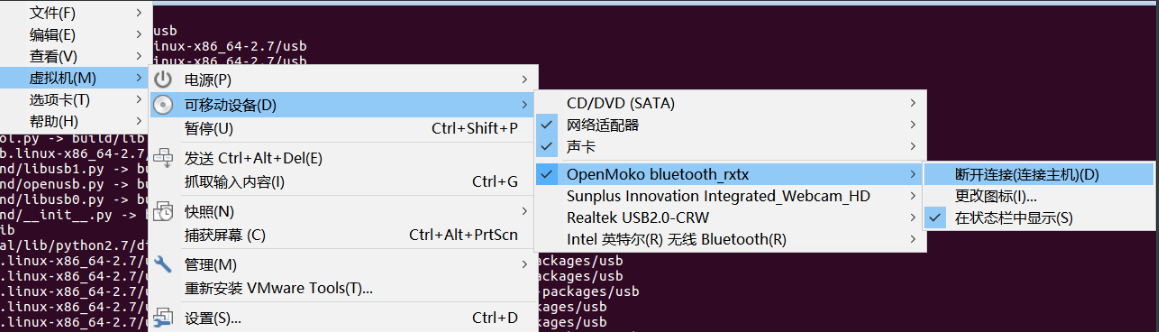 文件(F)
编辑(E)
查看(V)
虚拟机(M)
选项卡(T)
帮助(H)
电源(P)
可移动设备(D)
暂停(U) Ctrl+Shift+P
发送 Ctrl+Alt+Del(E)
抓取输入内容(I) Ctrl+G
快照(N)
捕获屏幕 (C) Ctrl+Alt+PrtScn
管理(M)
重新安装 VMware Tools(T)...
设置(S)... Ctrl+D
CD/DVD (SATA)
网络适配器
声卡
OpenMoko bluetooth_rxtx
Sunplus Innovation Integrated_Webcam_HD
Realtek USB2.0-CRW
Intel 英特尔(R) 无线 Bluetooth(R)
断开连接(连接主机)(D)
更改图标(I)...
在状态栏中显示(S)
usb
inux-x86_64-2.7/usb
inux-x86_64-2.7/usb
ol.py -> build/lib
b.linux-x86_64-2.7/
nd/libusb1.py -> bu
nd/openusb.py -> bu
nd/libusb0.py -> bu
nd/__init__.py -> b
ib
al/lib/python2.7/di
.linux-x86_64-2.7/u ackages/usb
.linux-x86_64-2.7/u ckages/usb
.linux-x86_64-2.7/u -packages/usb
.linux-x86_64-2.7/u kages/usb
.linux-x86_64-2.7/u ckages/usb